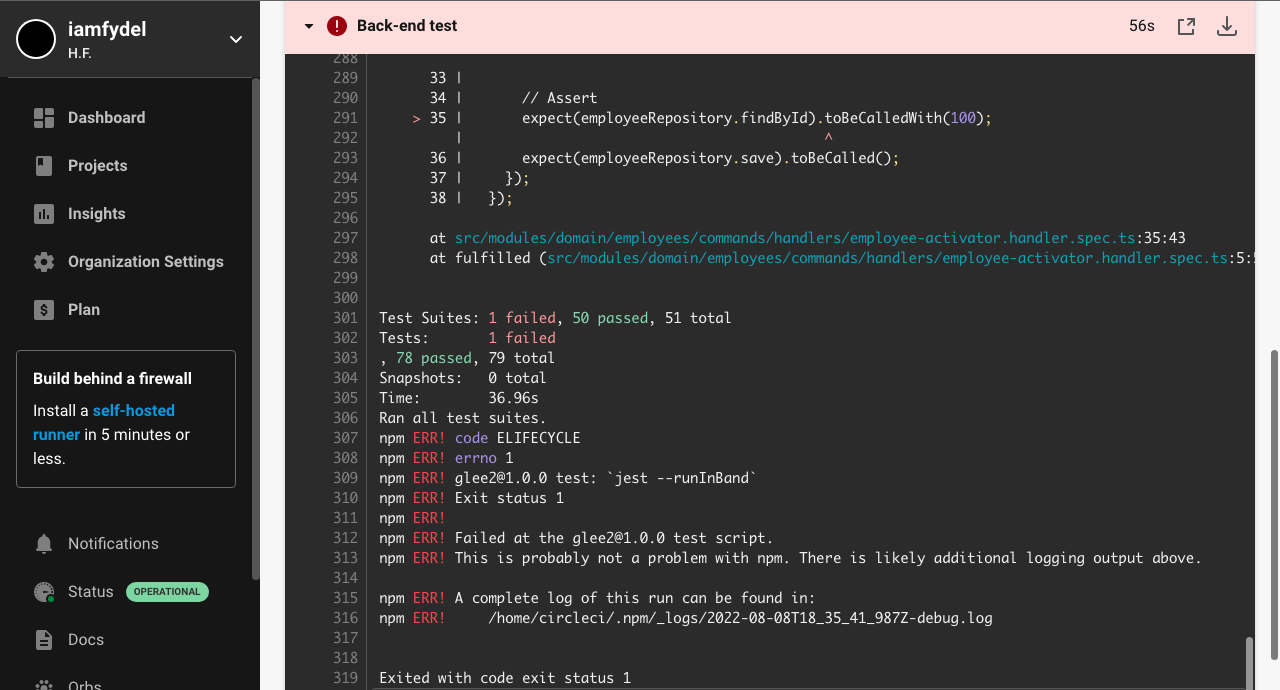 iamfydel
H.F.
Dashboard
Projects
Insights
Organization Settings
Plan
Build behind a firewall
Install a self-hosted
runner in 5 minutes or
less.
Notifications
Status OPERATIONAL
Docs
Orbs
Back-end test 56s
288
289 33 |
290 34 | // Assert
291 > 35 | expect(employeeRepository.findById).toBeCalledWith(100);
292 | ^
293 36 | expect(employeeRepository.save).toBeCalled();
294 37 | });
295 38 | });
296
297 at src/modules/domain/employees/commands/handlers/employee-activator.handler.spec.ts:35:43
298 at fulfilled (src/modules/domain/employees/commands/handlers/employee-activator.handler.spec.ts:5:5
299
300
301 Test Suites: 1 failed, 50 passed, 51 total
302 Tests: 1 failed
303 , 78 passed, 79 total
304 Snapshots: 0 total
305 Time: 36.96s
306 Ran all test suites.
307 npm ERR! code ELIFECYCLE
308 npm ERR! errno 1
309 npm ERR! glee2@1.0.0 test: `jest --runInBand`
310 npm ERR! Exit status 1
311 npm ERR!
312 npm ERR! Failed at the glee2@1.0.0 test script.
313 npm ERR! This is probably not a problem with npm. There is likely additional logging output above.
314
315 npm ERR! A complete log of this run can be found in:
316 npm ERR! /home/circleci/.npm/_logs/2022-08-08T18_35_41_987Z-debug.log
317
318
319 Exited with code exit status 1